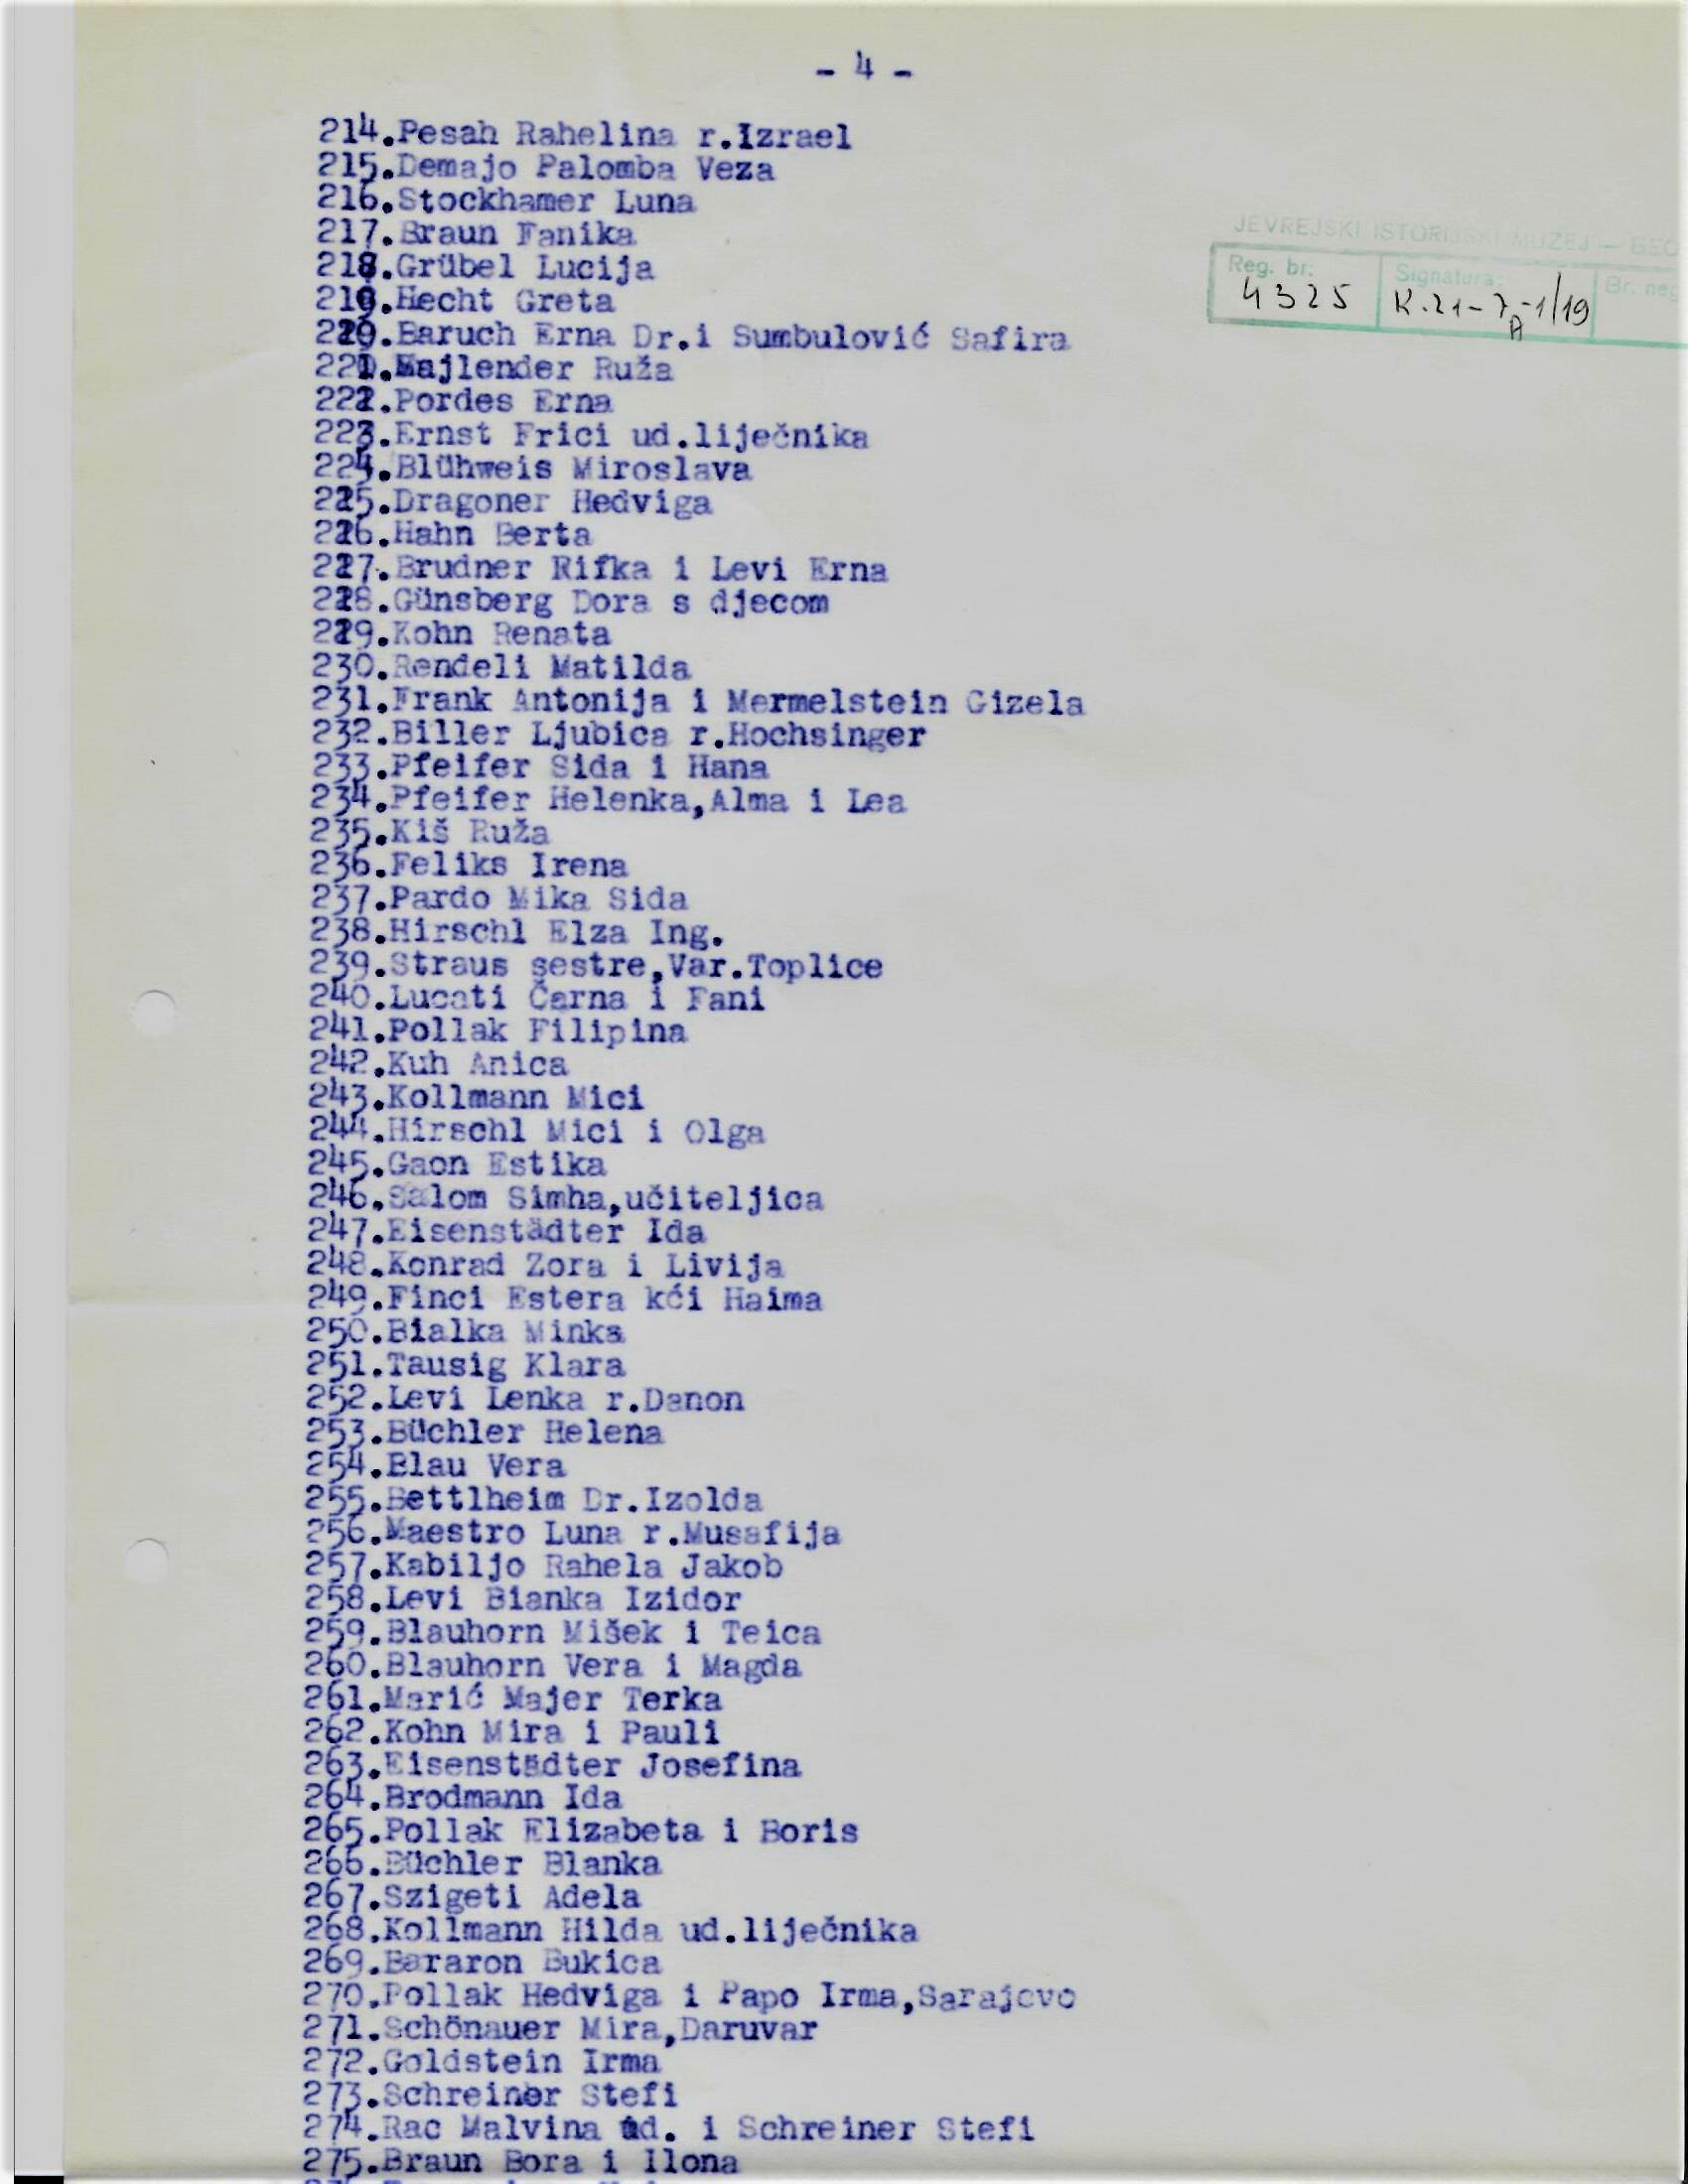 - 4 -
214.Pesah Rahelina r.Izrael
215.Demajo Palomba Veza
216.Stockhamer Luna
217.Braun Fanika
218.Grübel Lucija
219.Hecht Greta
220.Baruch Erna Dr.i Sumbulović Safira
221.Majlender Ruža
222.Pordes Erna
223.Ernst Frici ud.liječnika
224.Blühweis Miroslava
225.Dragoner Hedviga
226.Hahn Berta
227.Brudner Rifka i Levi Erna
228.Günsberg Dora s djecom
229.Kohn Renata
230.Rendeli Matilda
231.Frank Antonija i Mermelstein Gizela
232.Biller Ljubica r.Hochsinger
233.Pfeifer Sida i Hana
234.Pfeifer Helenka,Alma i Lea
235.Kiš Ruža
236.Feliks Irena
237.Pardo Mika Sida
238.Hirschl Elza Ing.
239.Straus sestre,Var.Toplice
240.Lucati Čarna i Fani
241.Pollak Filipina
242.Kuh Anica
243.Kollmann Mici
244.Hirschl Mici i Olga
245.Gaon Estika
246.Salom Simha,učiteljica
247.Eisenstädter Ida
248.Konrad Zora i Livija
249.Finci Estera kći Haima
250.Bialka Minka
251.Tausig Klara
252.Levi Lenka r.Danon
253.Büchler Helena
254.Blau Vera
255.Bettlheim Dr.Izolda
256.Maestro Luna r.Musafija
257.Kabiljo Rahela Jakob
258.Levi Bianka Izidor
259.Blauhorn Mišek i Teica
260.Blauhorn Vera i Magda
261.Marić Majer Terka
262.Kohn Mira i Pauli
263.Eisenstädter Josefina
264.Brodmann Ida
265.Pollak Elizabeta i Boris
266.Büchler Blanka
267.Szigeti Adela
268.Kollmann Hilda ud.liječnika
269.Bararon Bukica
270.Pollak Hedviga i Papo Irma,Sarajevo
271.Schönauer Mira,Daruvar
272.Goldstein Irma
273.Schreiner Stefi
274.Rac Malvina ud. i Schreiner Stefi
275.Braun Bora i Ilona
JEVREJSKI ISTORIJSKI MUZEJ — BEO
Reg. br: Signatura: Br. neg
4325 K.21-7A-1/19